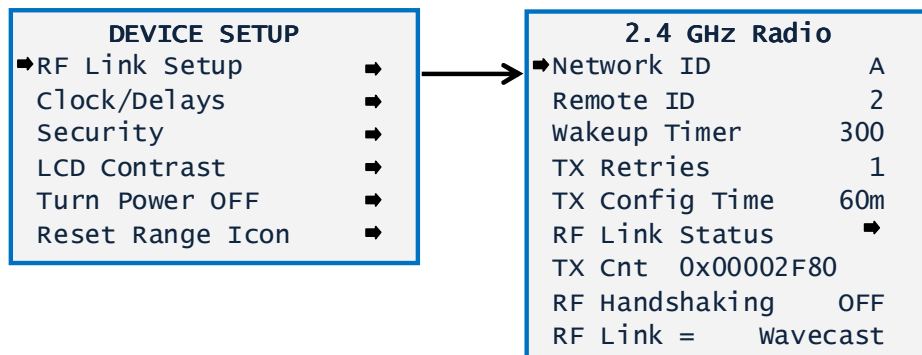 DEVICE SETUP
RF Link Setup
Clock/Delays
Security
LCD Contrast
Turn Power OFF
Reset Range Icon
2.4 GHz Radio
Network ID A
Remote ID 2
Wakeup Timer 300
TX Retries 1
TX Config Time 60m
RF Link Status
TX Cnt 0x00002F80
RF Handshaking OFF
RF Link = Wavecast